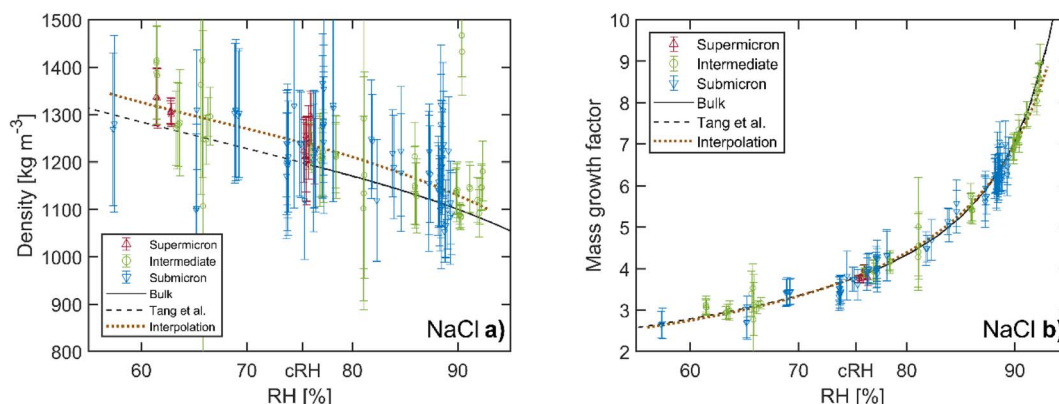 1500
1400
1300
1200
1100
1000
900
800
Density [kg m⁻³]
Supermicron
Intermediate
Submicron
Bulk
Tang et al.
Interpolation
NaCl a)
60
70
cRH
80
90
RH [%]
10
9
8
7
6
5
4
3
2
Mass growth factor
Supermicron
Intermediate
Submicron
Bulk
Tang et al.
Interpolation
NaCl b)
60
70
cRH
80
90
RH [%]